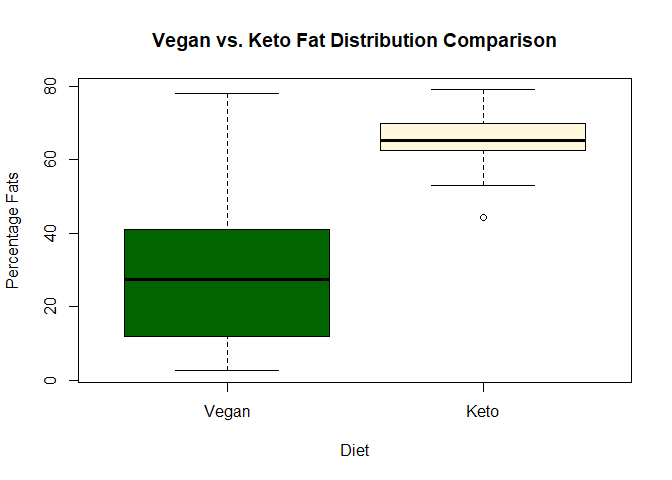 Vegan vs. Keto Fat Distribution Comparison
Percentage Fats
80
60
40
20
0
Vegan Keto
Diet